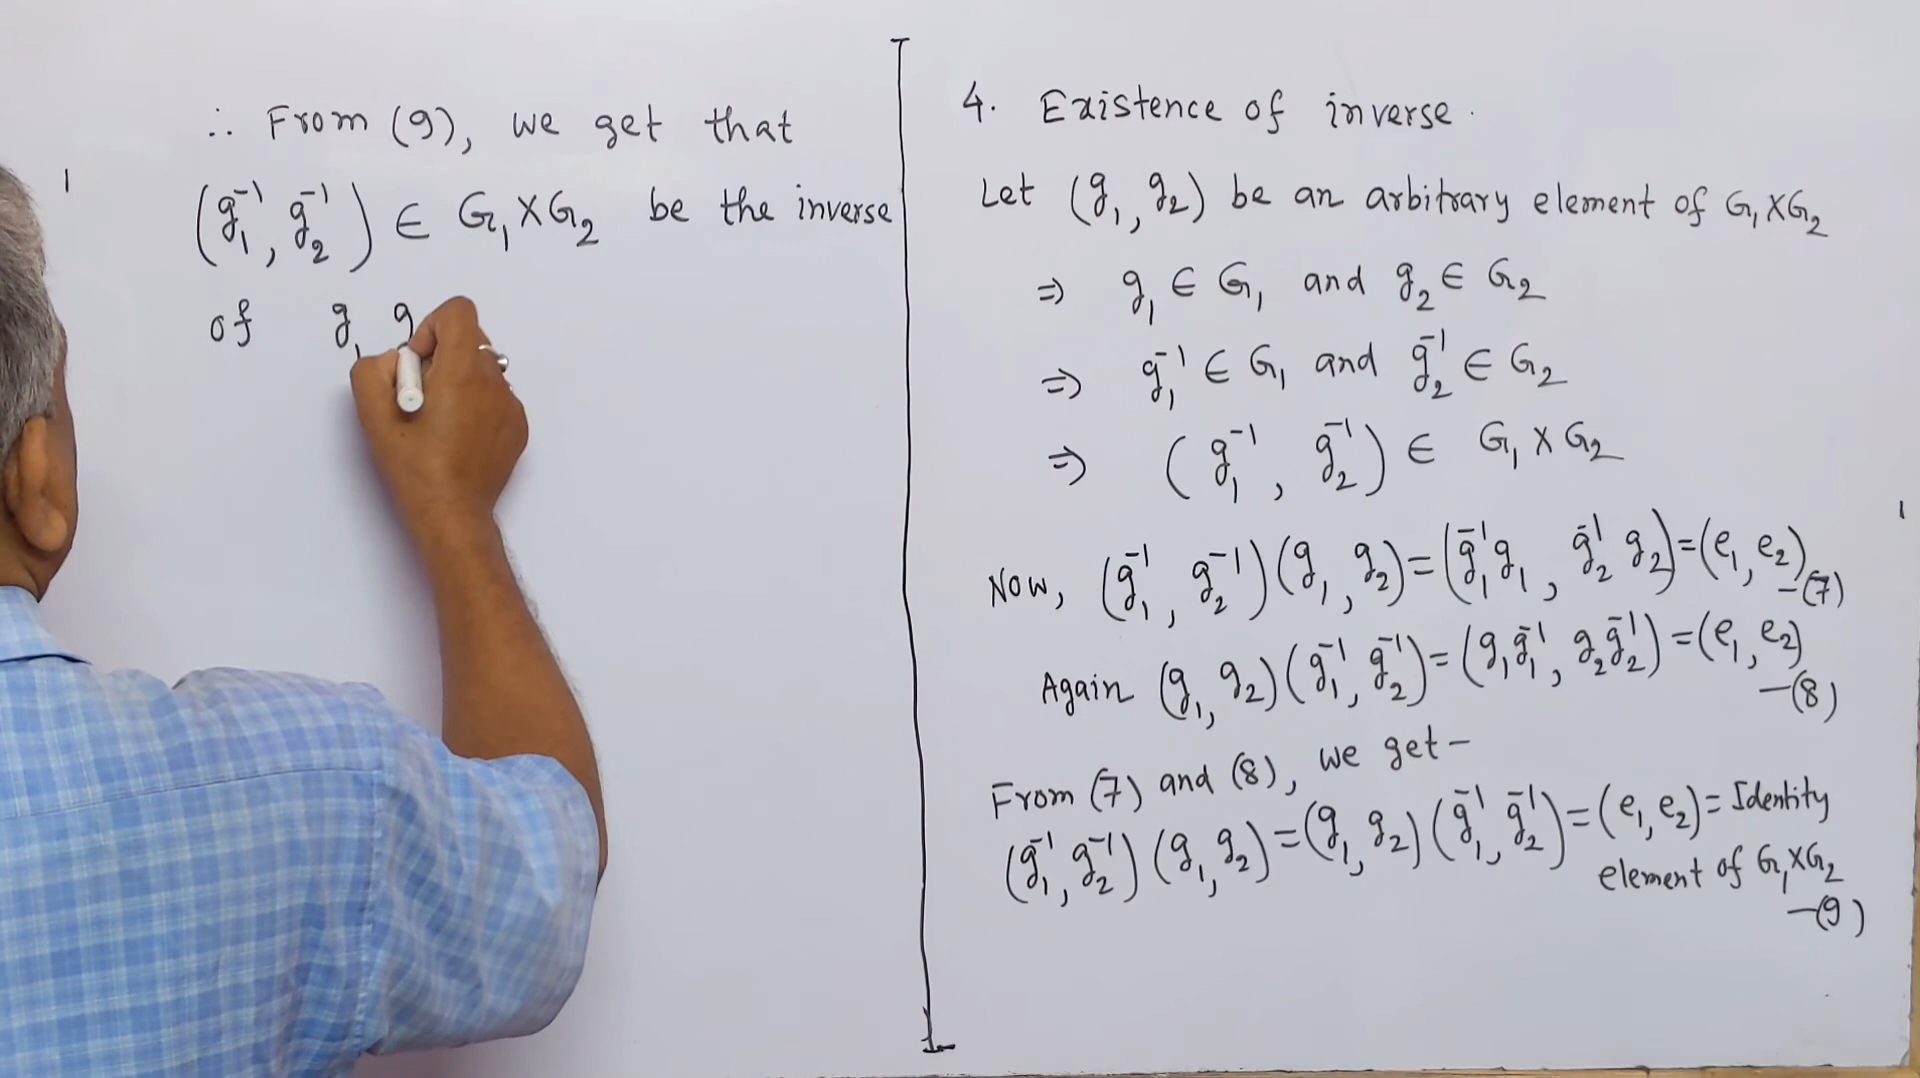 ∴ From (9), we get that
(g₁⁻¹, g₂⁻¹) ∈ G₁×G₂ be the inverse
of g₁ g
4. Existence of inverse.
Let (g₁, g₂) be an arbitrary element of G₁×G₂
⇒ g₁ ∈ G₁ and g₂ ∈ G₂
⇒ g₁⁻¹ ∈ G₁ and g₂⁻¹ ∈ G₂
⇒ (g₁⁻¹, g₂⁻¹) ∈ G₁×G₂
Now, (g₁⁻¹, g₂⁻¹)(g₁, g₂)=(g₁⁻¹g₁, g₂⁻¹g₂)=(e₁, e₂) –(7)
Again (g₁, g₂)(g₁⁻¹, g₂⁻¹)=(g₁g₁⁻¹, g₂g₂⁻¹)=(e₁, e₂) –(8)
From (7) and (8), we get –
(g₁⁻¹, g₂⁻¹)(g₁, g₂)=(g₁, g₂)(g₁⁻¹, g₂⁻¹)=(e₁, e₂)= Identity
element of G₁×G₂
–(9)